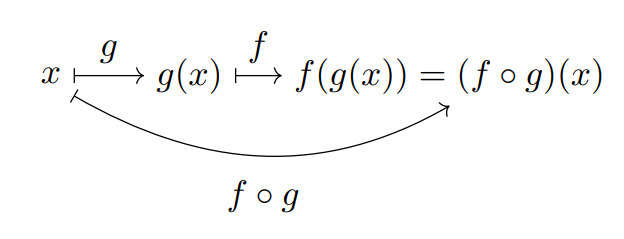 g f
x ↦ g(x) ↦ f(g(x)) = (f ∘ g)(x)
f ∘ g